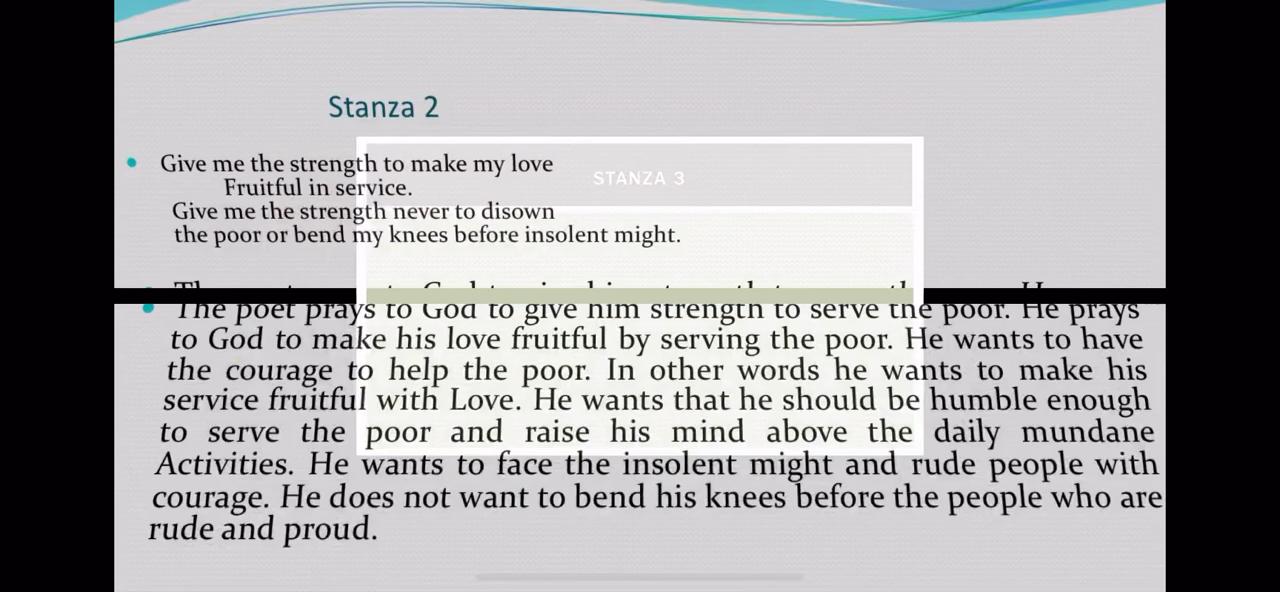 Stanza 2
STANZA 3
Give me the strength to make my love
Fruitful in service.
Give me the strength never to disown
the poor or bend my knees before insolent might.
The poet prays to God to give him strength to serve the poor. He prays
to God to make his love fruitful by serving the poor. He wants to have
the courage to help the poor. In other words he wants to make his
service fruitful with Love. He wants that he should be humble enough
to serve the poor and raise his mind above the daily mundane
Activities. He wants to face the insolent might and rude people with
courage. He does not want to bend his knees before the people who are
rude and proud.